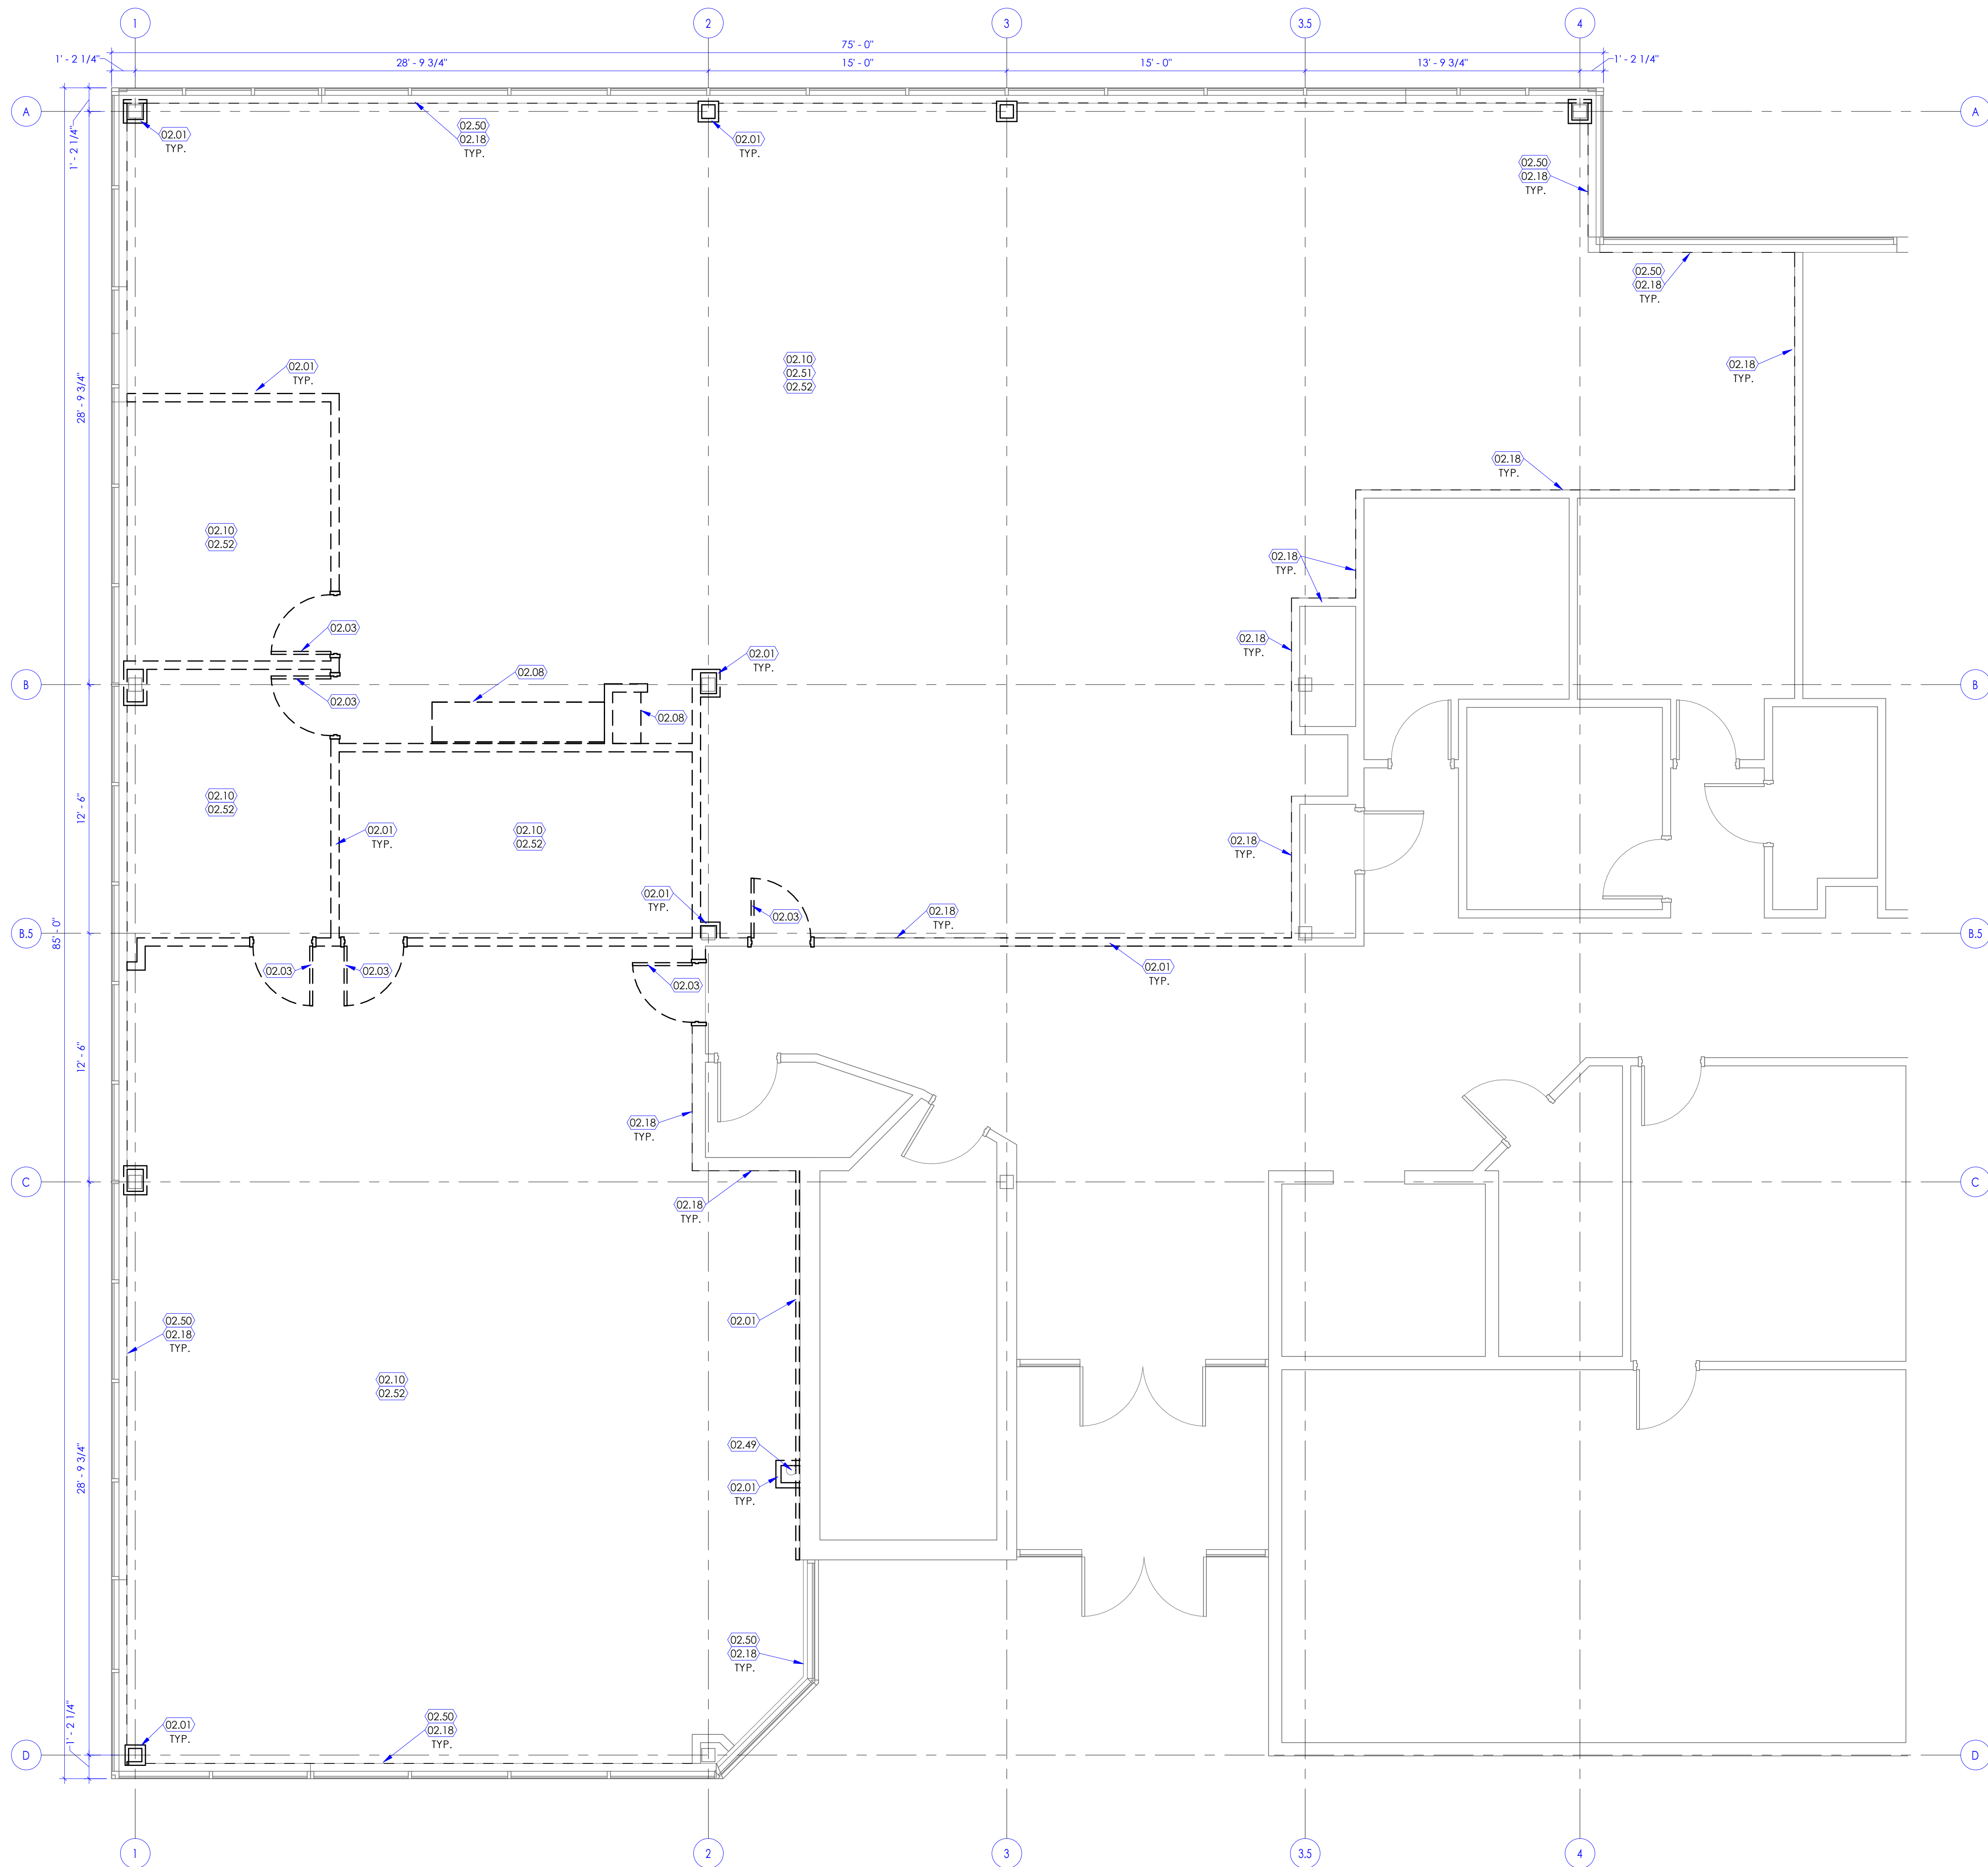 1
2
3
3.5
4
75' - 0"
1' - 2 1/4"
28' - 9 3/4"
15' - 0"
15' - 0"
13' - 9 3/4"
1' - 2 1/4"
A
A
1' - 2 1/4"
02.01
TYP.
02.50
02.18
TYP.
02.01
TYP.
02.50
02.18
TYP.
02.50
02.18
TYP.
02.10
02.51
02.52
02.01
TYP.
02.18
TYP.
28' - 9 3/4"
02.18
TYP.
02.10
02.52
02.18
TYP.
02.03
02.18
TYP.
02.01
TYP.
02.08
B
B
02.03
02.08
02.10
02.52
12' - 6"
02.01
TYP.
02.10
02.52
02.18
TYP.
02.01
TYP.
02.03
02.18
TYP.
B.5
B.5
85' - 0"
02.03
02.03
02.01
TYP.
02.03
12' - 6"
02.18
TYP.
C
C
02.18
TYP.
02.50
02.18
TYP.
02.01
02.10
02.52
28' - 9 3/4"
02.49
02.01
TYP.
02.50
02.18
TYP.
1' - 2 1/4"
02.01
TYP.
02.50
02.18
TYP.
D
D
1
2
3
3.5
4